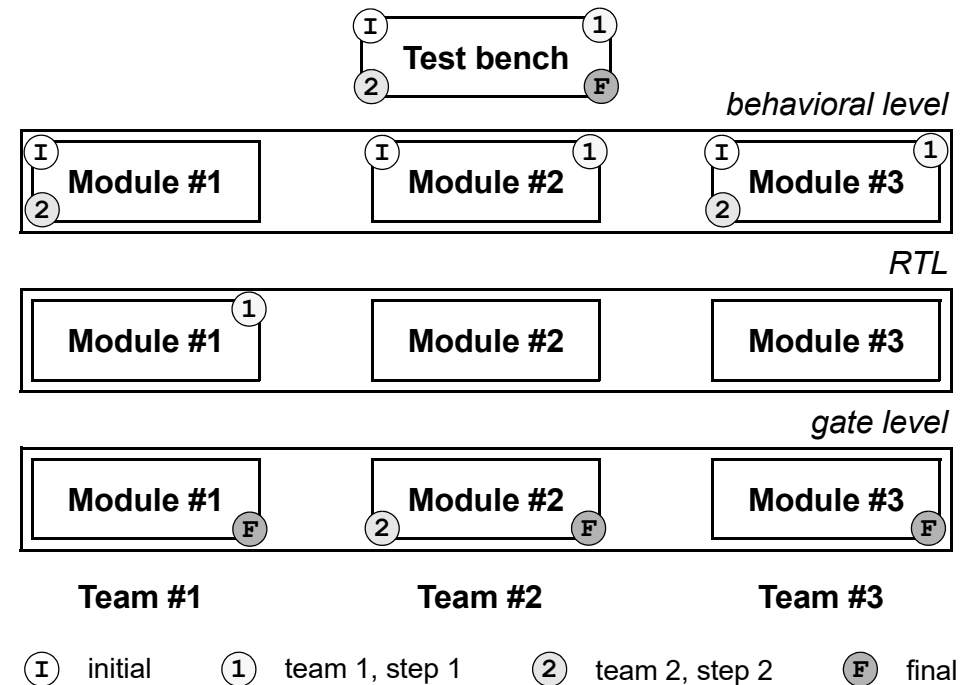 I 1
Test bench
2 F
behavioral level
I I 1 I 1
Module #1 Module #2 Module #3
2 2
RTL
1
Module #1 Module #2 Module #3
gate level
Module #1 Module #2 Module #3
F 2 F F
Team #1 Team #2 Team #3
I initial 1 team 1, step 1 2 team 2, step 2 F final